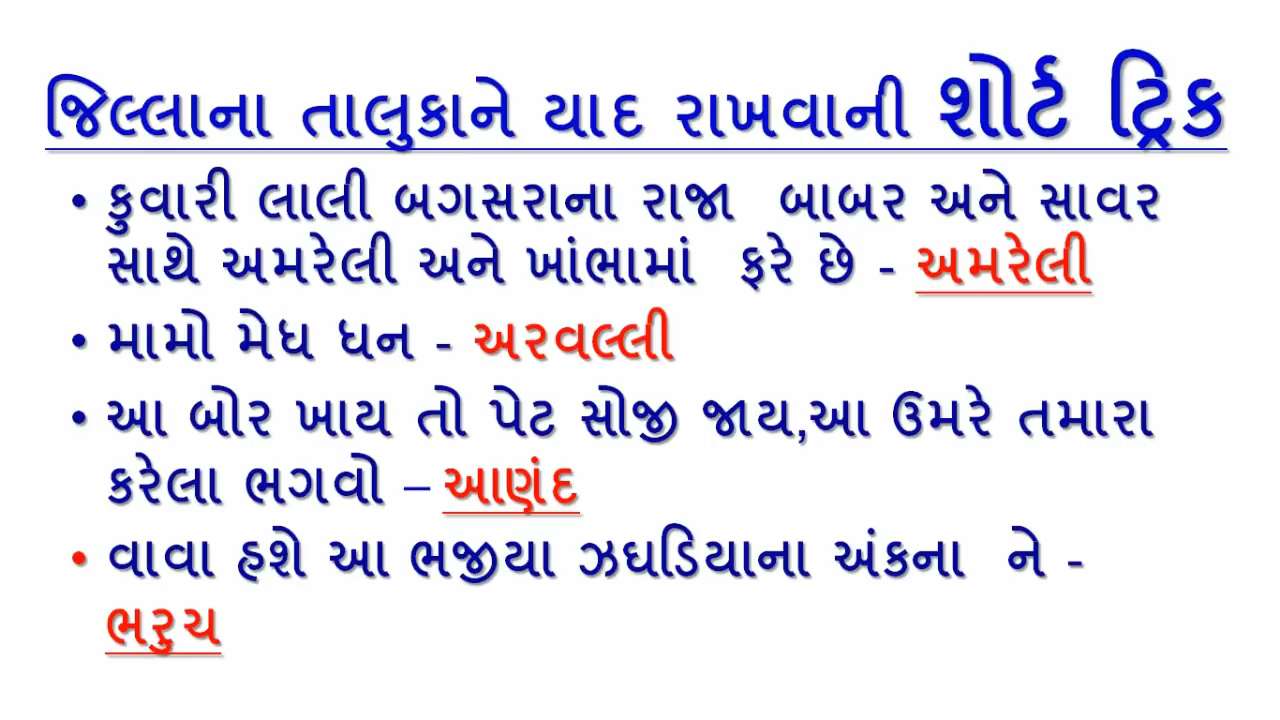 જિલ્લાના તાલુકાને યાદ રાખવાની શોર્ટ ટ્રિક
• કુવારી લાલી બગસરાના રાજા બાબર અને સાવર
સાથે અમરેલી અને ખાંભામાં ફરે છે - અમરેલી
• મામો મેઘ ધન - અરવલ્લી
• આ બોર ખાય તો પેટ સોજી જાય,આ ઉમરે તમારા
કરેલા ભગવો – આણંદ
• વાવા હશે આ ભજીયા ઝઘડિયાના અંકના ને -
ભરુચ